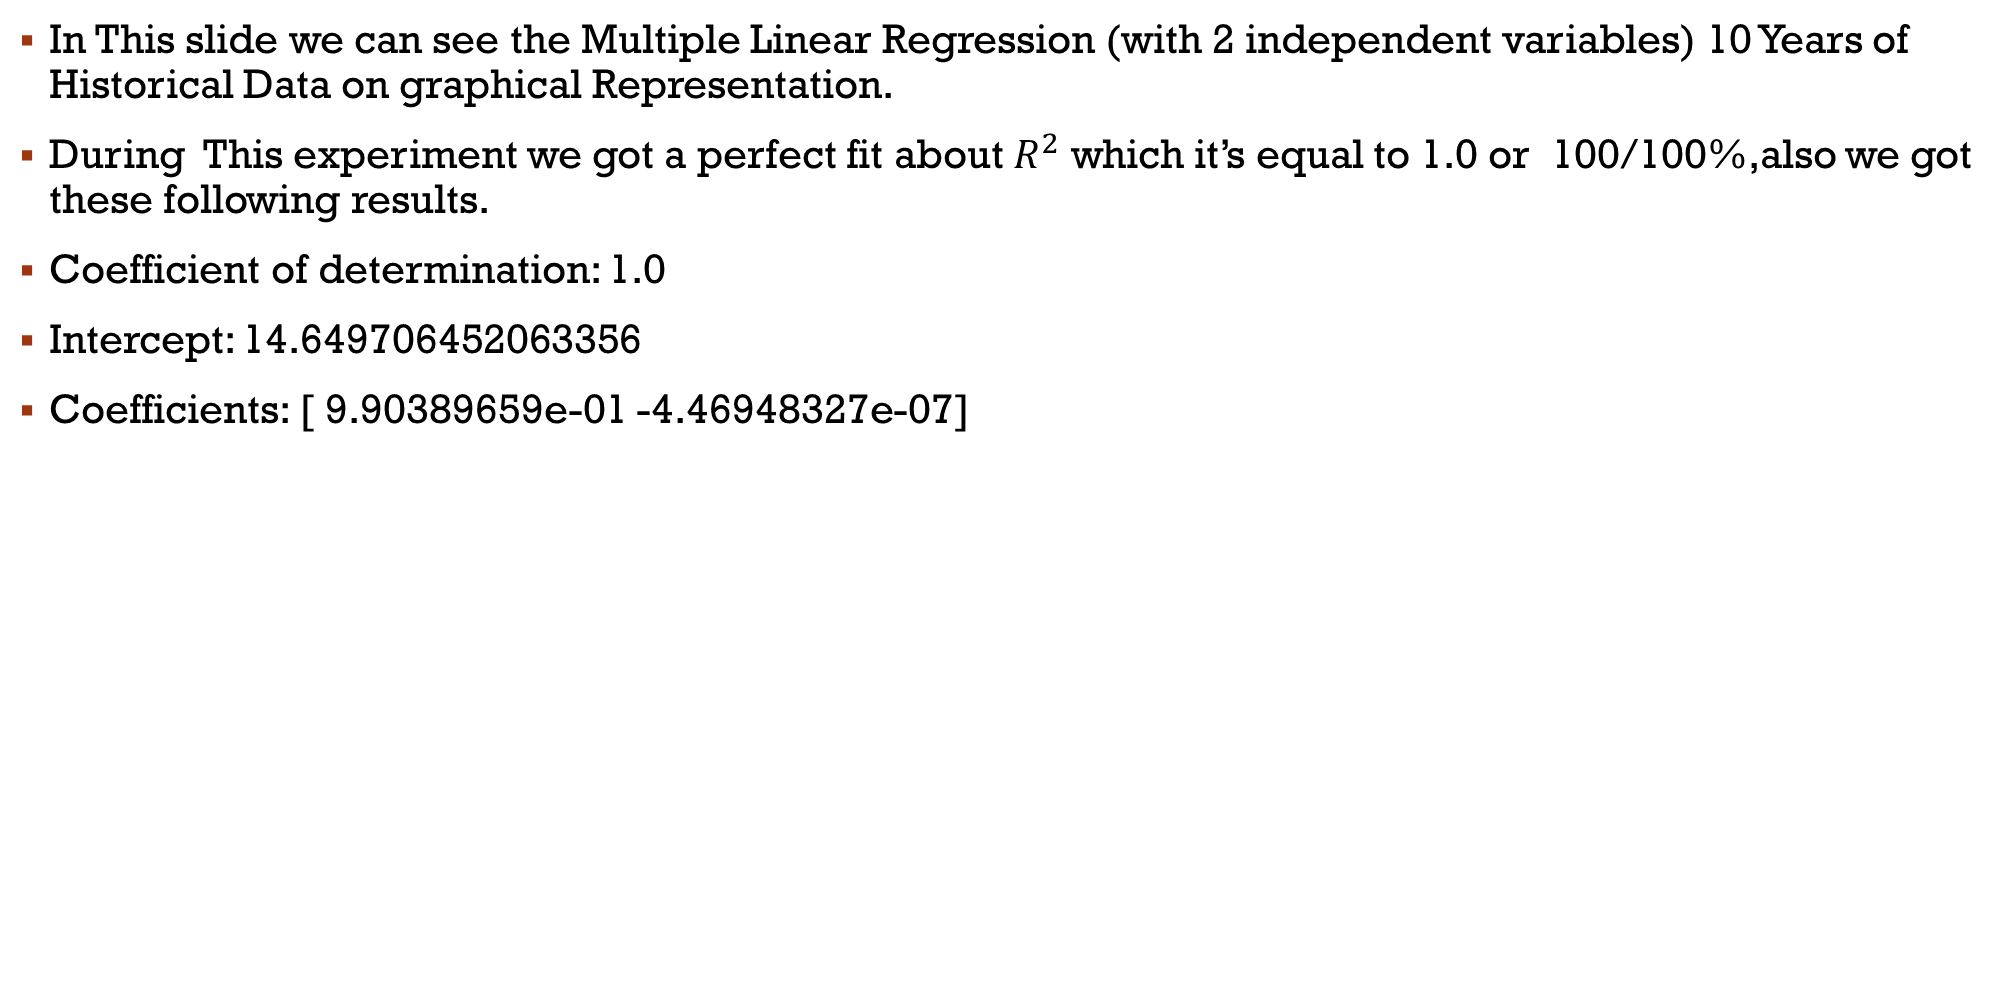 ▪ In This slide we can see the Multiple Linear Regression (with 2 independent variables) 10 Years of
Historical Data on graphical Representation.
▪ During This experiment we got a perfect fit about R² which it’s equal to 1.0 or 100/100%,also we got
these following results.
▪ Coefficient of determination: 1.0
▪ Intercept: 14.649706452063356
▪ Coefficients: [ 9.90389659e-01 -4.46948327e-07]